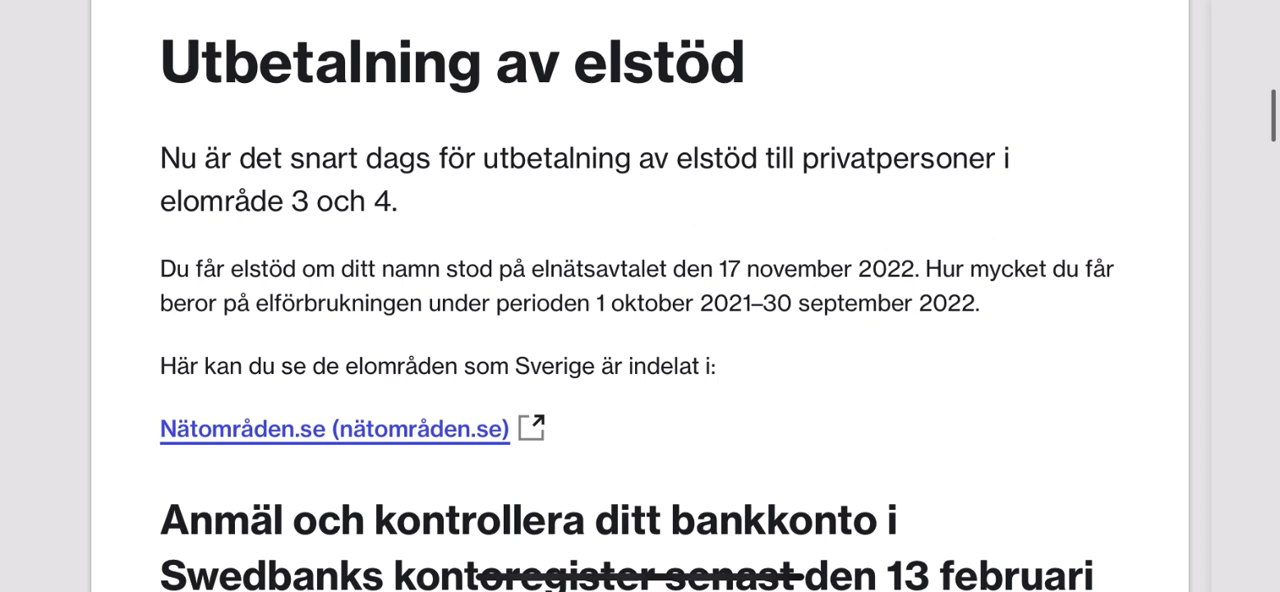 Utbetalning av elstöd
Nu är det snart dags för utbetalning av elstöd till privatpersoner i
elområde 3 och 4.
Du får elstöd om ditt namn stod på elnätsavtalet den 17 november 2022. Hur mycket du får
beror på elförbrukningen under perioden 1 oktober 2021–30 september 2022.
Här kan du se de elområden som Sverige är indelat i:
Nätområden.se (nätområden.se)
Anmäl och kontrollera ditt bankkonto i
Swedbanks kontoregister senast den 13 februari